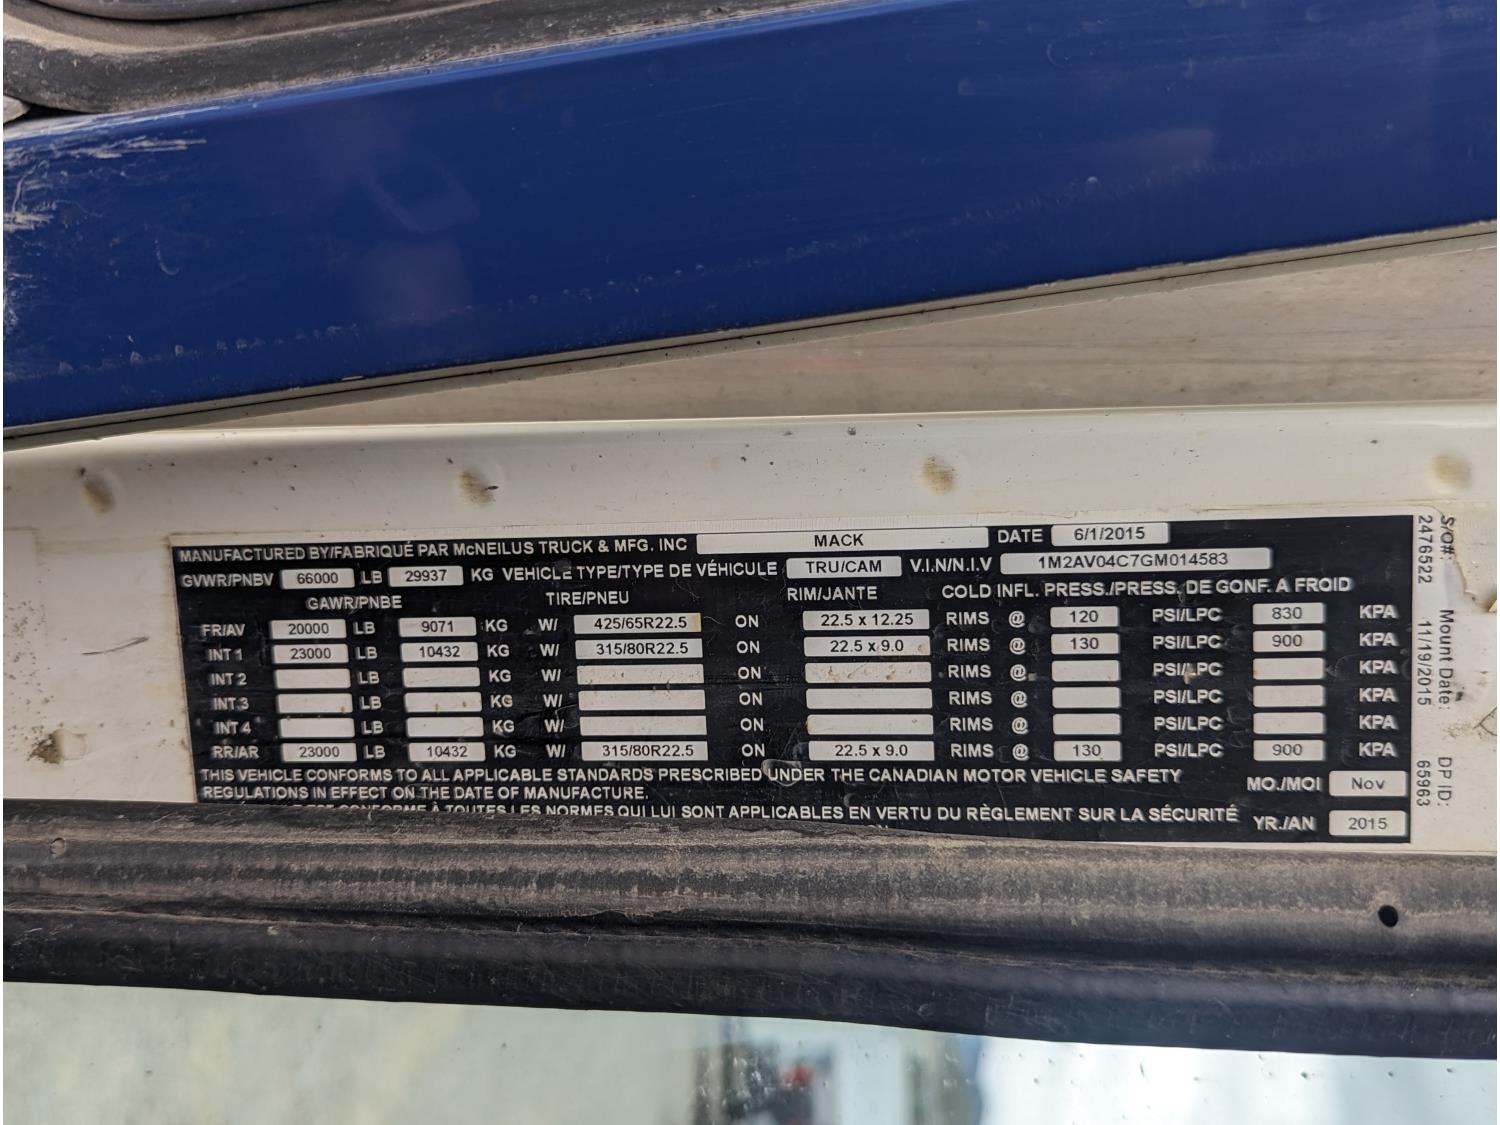 MANUFACTURED BY/FABRIQUÉ PAR McNEILUS TRUCK & MFG. INC MACK DATE 6/1/2015
GVWR/PNBV 66000 LB 29937 KG VEHICLE TYPE/TYPE DE VÉHICULE TRU/CAM V.I.N/N.I.V 1M2AV04C7GM014583
GAWR/PNBE TIRE/PNEU RIM/JANTE COLD INFL. PRESS./PRESS. DE GONF. A FROID
FR/AV 20000 LB 9071 KG W/ 425/65R22.5 ON 22.5 x 12.25 RIMS @ 120 PSI/LPC 830 KPA
INT 1 23000 LB 10432 KG W/ 315/80R22.5 ON 22.5 x 9.0 RIMS @ 130 PSI/LPC 900 KPA
INT 2 LB KG W/ ON RIMS @ PSI/LPC KPA
INT 3 LB KG W/ ON RIMS @ PSI/LPC KPA
INT 4 LB KG W/ ON RIMS @ PSI/LPC KPA
RR/AR 23000 LB 10432 KG W/ 315/80R22.5 ON 22.5 x 9.0 RIMS @ 130 PSI/LPC 900 KPA
THIS VEHICLE CONFORMS TO ALL APPLICABLE STANDARDS PRESCRIBED UNDER THE CANADIAN MOTOR VEHICLE SAFETY
REGULATIONS IN EFFECT ON THE DATE OF MANUFACTURE.
EST CONFORME À TOUTES LES NORMES QUI LUI SONT APPLICABLES EN VERTU DU RÈGLEMENT SUR LA SÉCURITÉ
MO./MOI Nov
YR./AN 2015
S/O#: Mount Date: DP ID:
2476522 11/19/2015 65963